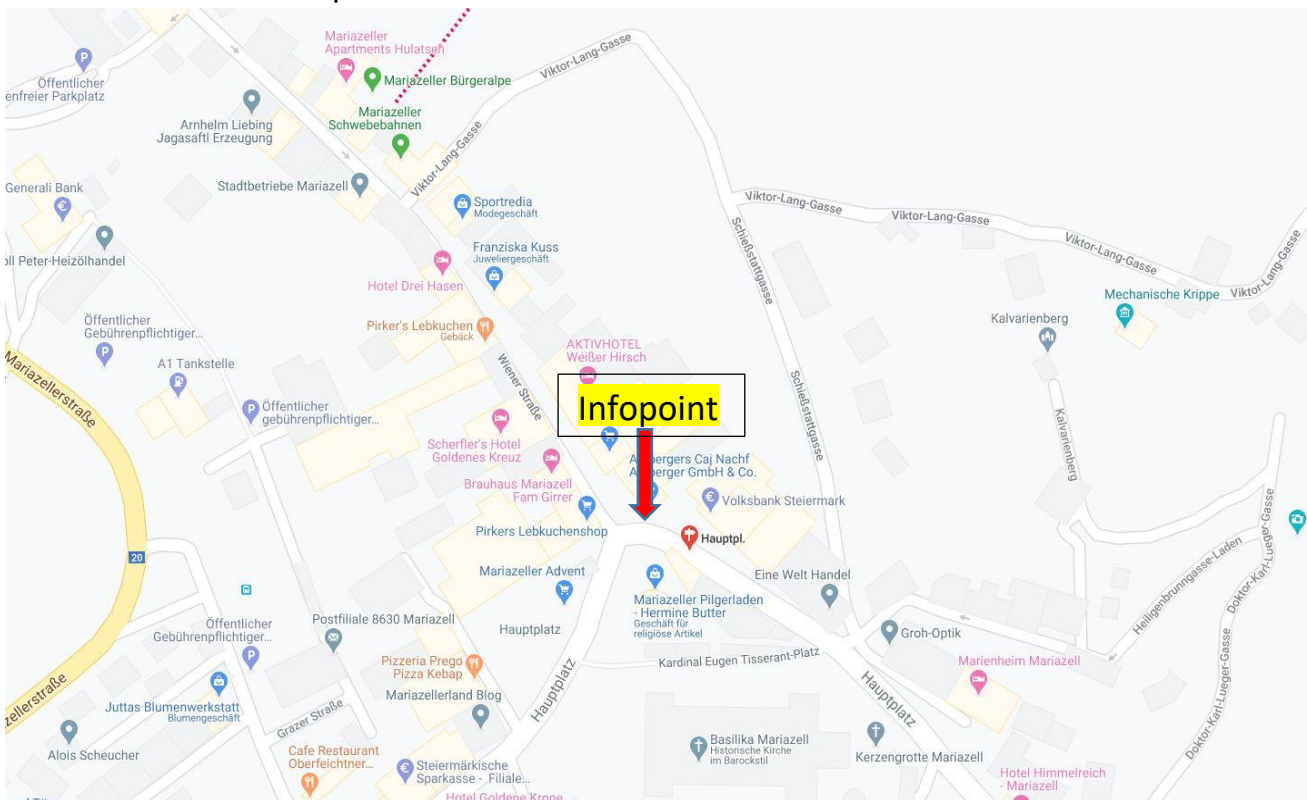 Mariazeller
Apartments Hulatsch
Öffentlicher
enfreier Parkplatz
Mariazeller Bürgeralpe
Viktor-Lang-Gasse
Arnhelm Liebing
Jagasaftl Erzeugung
Mariazeller
Schwebebahnen
Viktor-Lang-Gasse
Generali Bank
Stadtbetriebe Mariazell
Sportredia
Modegeschäft
Viktor-Lang-Gasse
Viktor-Lang-Gasse
Viktor-Lang-Gasse
Viktor-Lang-Gasse
Schießstattgasse
oll Peter-Heizölhandel
Franziska Kuss
Juweliergeschäft
Hotel Drei Hasen
Mechanische Krippe
Öffentlicher
Gebührenpflichtiger...
Pirker's Lebkuchen
Gebäck
Kalvarienberg
A1 Tankstelle
AKTIVHOTEL
Weißer Hirsch
Mariazellerstraße
Wiener Straße
Schießstattgasse
Infopoint
Öffentlicher
gebührenpflichtiger...
Kalvarienberg
Scherfler's Hotel
Goldenes Kreuz
Caj Nachf
GmbH & Co.
Brauhaus Mariazell
Fam Girrer
Volksbank Steiermark
Pirkers Lebkuchenshop
Hauptpl.
20
Heiligenbrunngasse-Laden
Doktor-Karl-Lueger-Gasse
Mariazeller Advent
Eine Welt Handel
Mariazeller Pilgerladen
- Hermine Butter
Geschäft für
religiöse Artikel
Postfiliale 8630 Mariazell
Öffentlicher
Gebührenpflichtiger...
Hauptplatz
Groh-Optik
Kardinal Eugen Tisserant-Platz
Pizzeria Prego
Pizza Kebap
Marienheim Mariazell
Hauptplatz
Hauptplatz
zellerstraße
Juttas Blumenwerkstatt
Blumengeschäft
Mariazellerland Blog
Grazer Straße
Doktor-Karl-Lueger-Gasse
Alois Scheucher
Basilika Mariazell
Historische Kirche
im Barockstil
Kerzengrotte Mariazell
Cafe Restaurant
Oberfeichtner...
Steiermärkische
Sparkasse - Filiale...
Hotel Himmelreich
- Mariazell
Hotel Goldene Krone